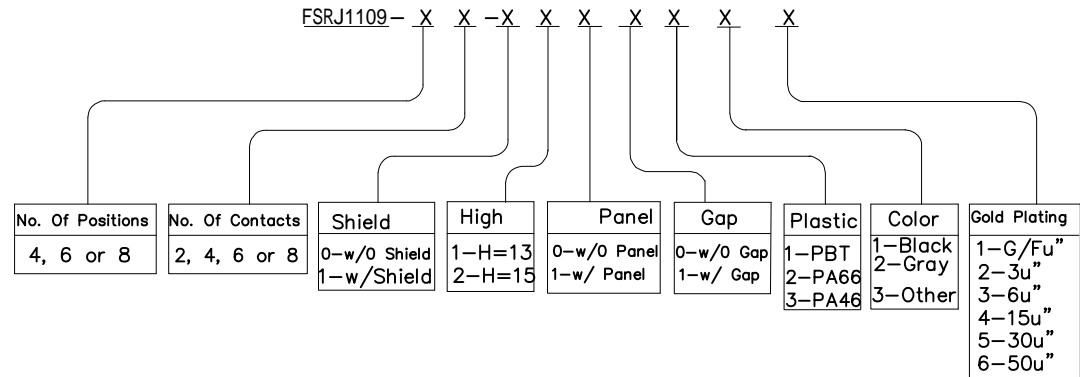 FSRJ1109- X X -X X X X X X X
No. Of Positions
4, 6 or 8
No. Of Contacts
2, 4, 6 or 8
Shield
0-w/0 Shield
1-w/Shield
High
1-H=13
2-H=15
Panel
0-w/0 Panel
1-w/ Panel
Gap
0-w/0 Gap
1-w/ Gap
Plastic
1-PBT
2-PA66
3-PA46
Color
1-Black
2-Gray
3-Other
Gold Plating
1-G/Fu"
2-3u"
3-6u"
4-15u"
5-30u"
6-50u"